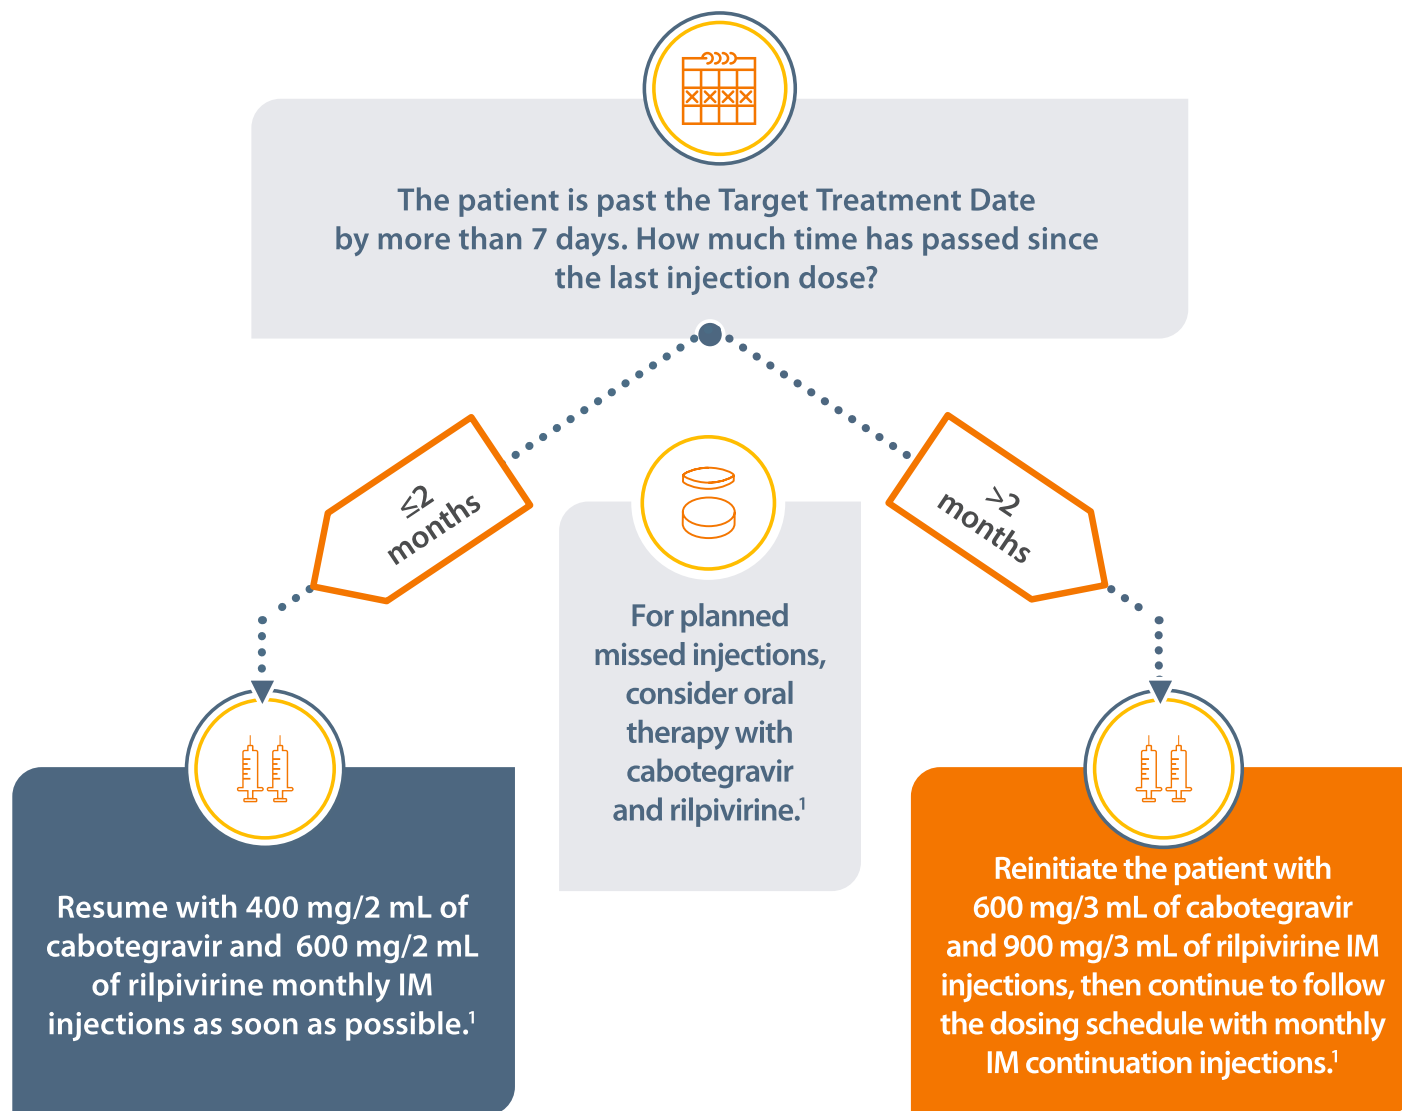 The patient is past the Target Treatment Date
by more than 7 days. How much time has passed since
the last injection dose?
≤2
months
>2
months
For planned
missed injections,
consider oral
therapy with
cabotegravir
and rilpivirine.¹
Resume with 400 mg/2 mL of
cabotegravir and 600 mg/2 mL
of rilpivirine monthly IM
injections as soon as possible.¹
Reinitiate the patient with
600 mg/3 mL of cabotegravir
and 900 mg/3 mL of rilpivirine IM
injections, then continue to follow
the dosing schedule with monthly
IM continuation injections.¹